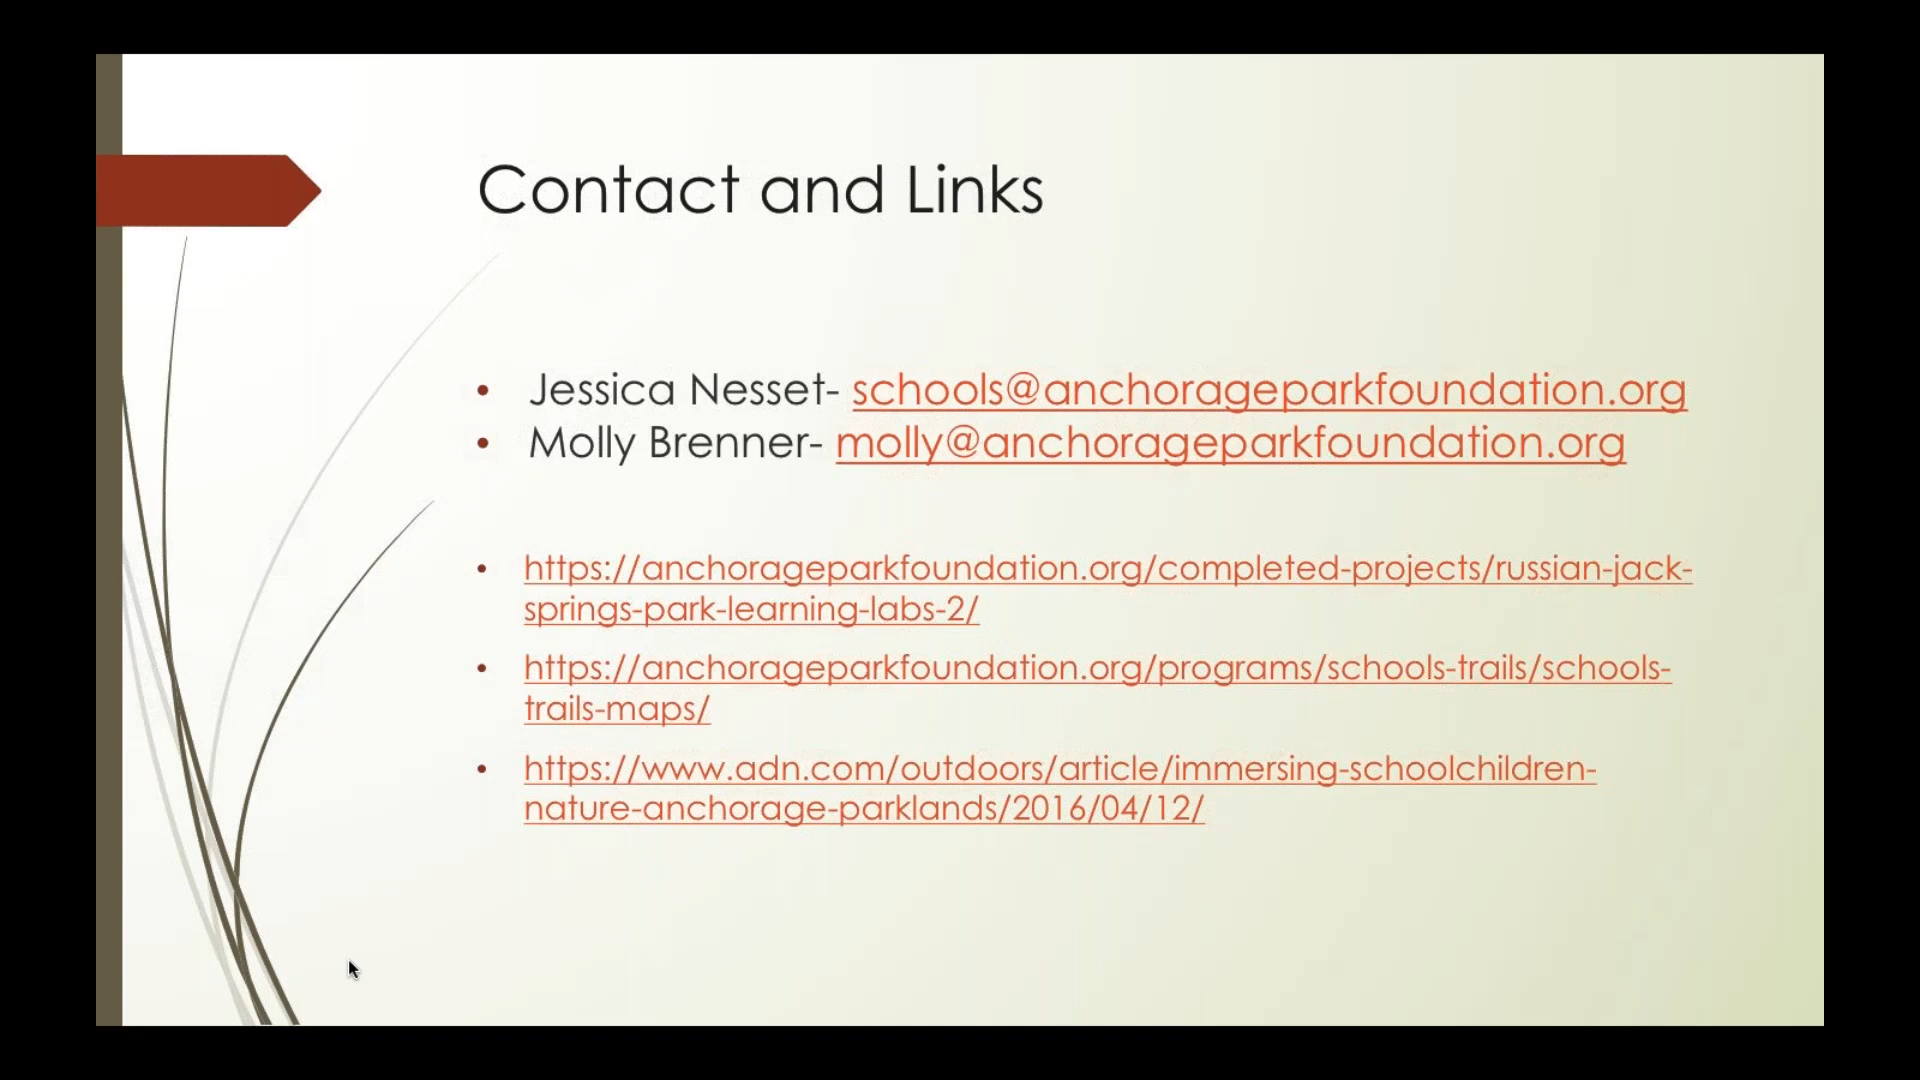 Contact and Links
• Jessica Nesset- schools@anchorageparkfoundation.org
• Molly Brenner- molly@anchorageparkfoundation.org
• https://anchorageparkfoundation.org/completed-projects/russian-jack-
springs-park-learning-labs-2/
• https://anchorageparkfoundation.org/programs/schools-trails/schools-
trails-maps/
• https://www.adn.com/outdoors/article/immersing-schoolchildren-
nature-anchorage-parklands/2016/04/12/